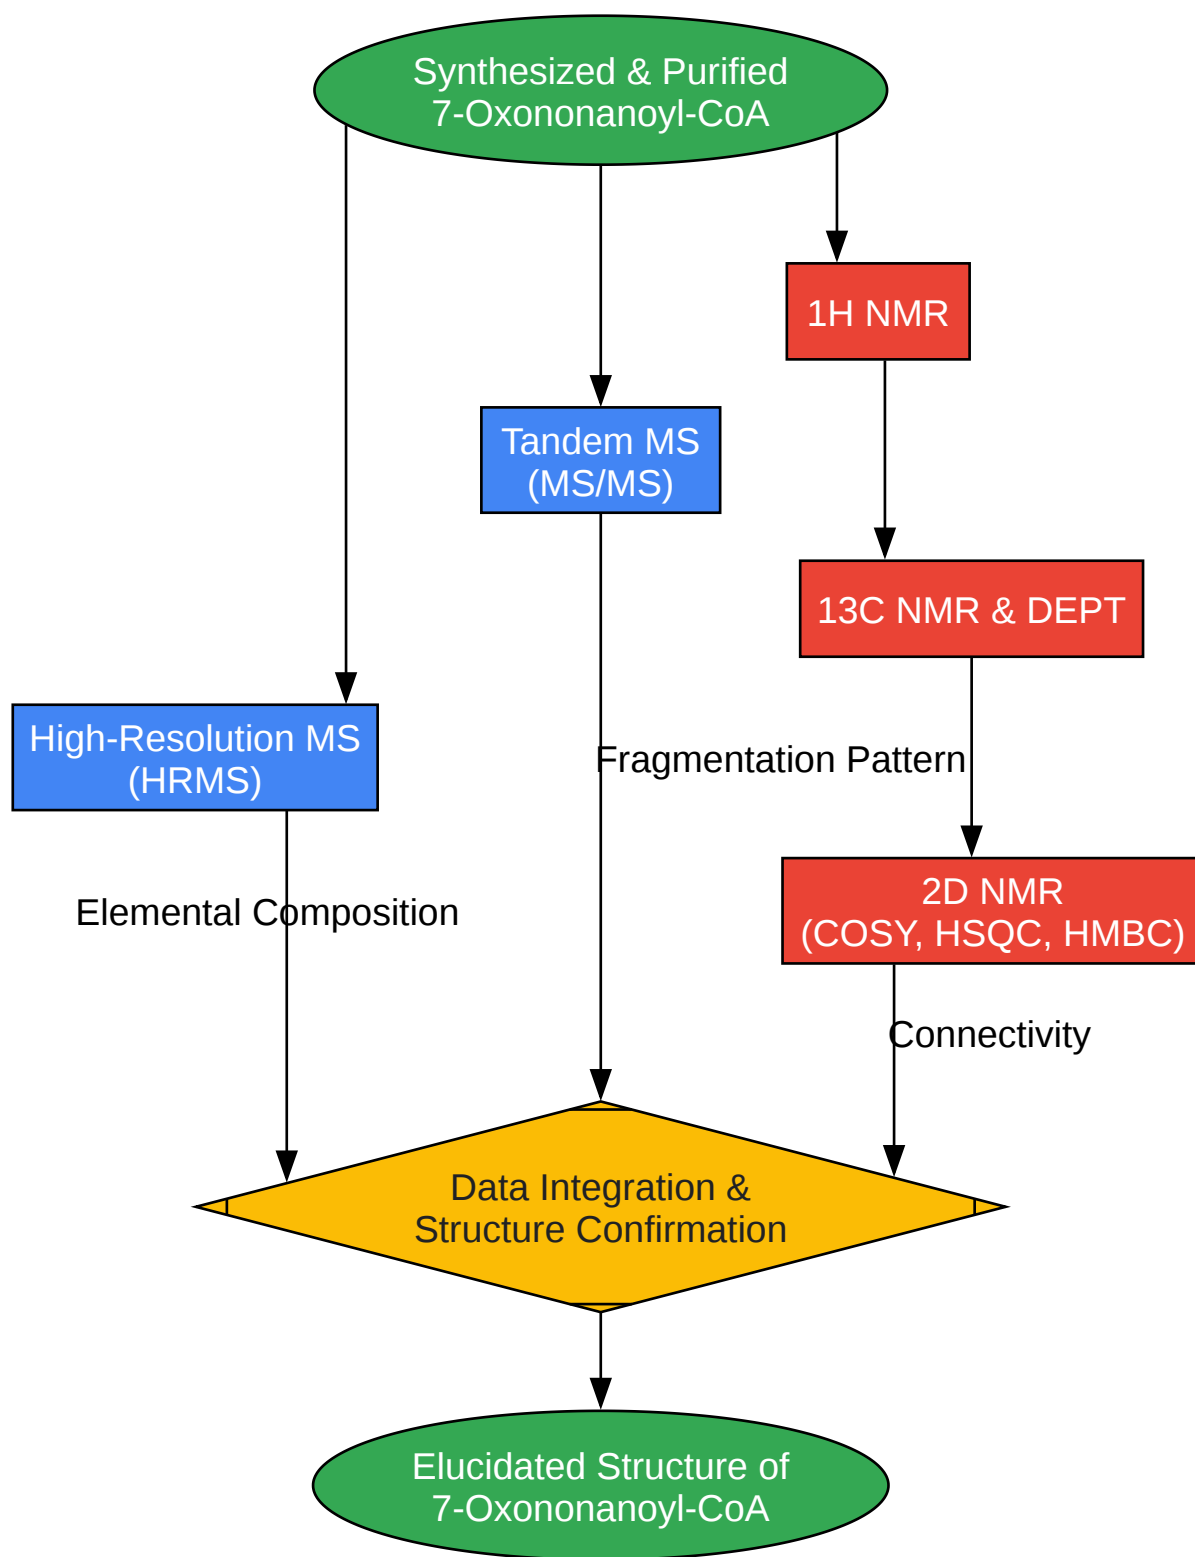 Synthesized & Purified
7-Oxononanoyl-CoA
1H NMR
Tandem MS
(MS/MS)
13C NMR & DEPT
High-Resolution MS
(HRMS)
Fragmentation Pattern
2D NMR
(COSY, HSQC, HMBC)
Elemental Composition
Connectivity
Data Integration &
Structure Confirmation
Elucidated Structure of
7-Oxononanoyl-CoA